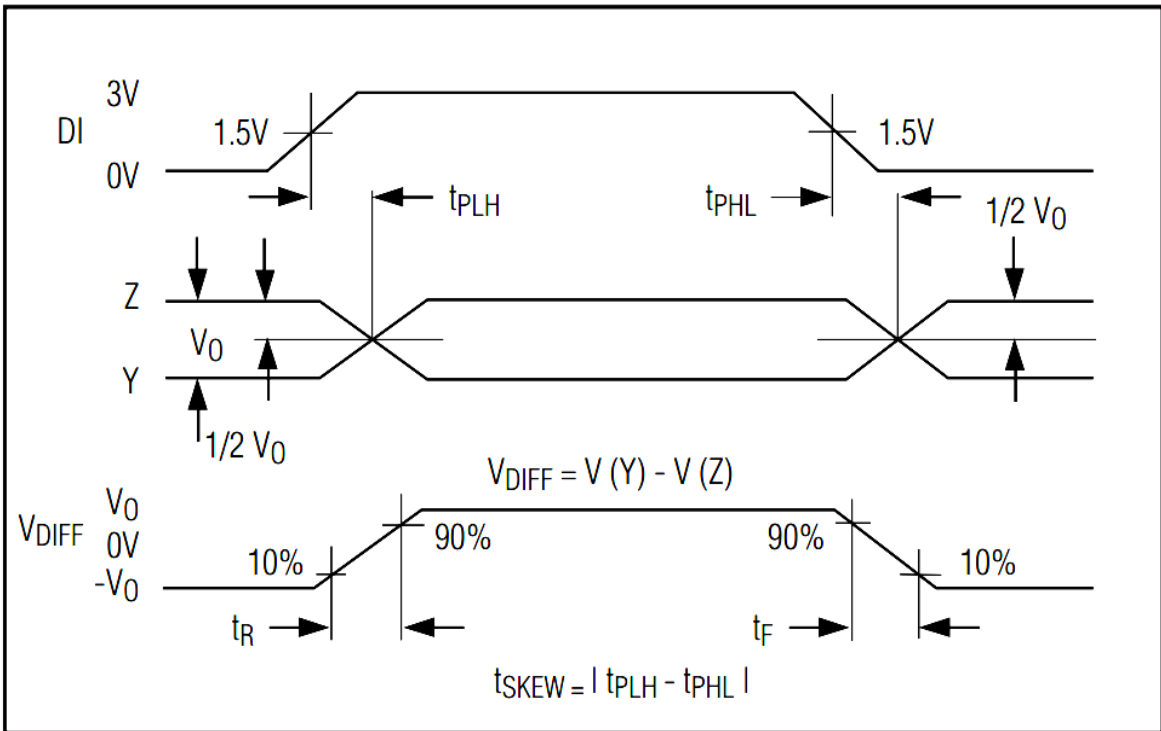 3V
DI
1.5V
1.5V
0V
tPLH
tPHL
1/2 VO
Z
VO
Y
1/2 VO
VDIFF = V (Y) - V (Z)
VO
VDIFF
0V
-VO
10%
90%
90%
10%
tR
tF
tSKEW = | tPLH - tPHL |